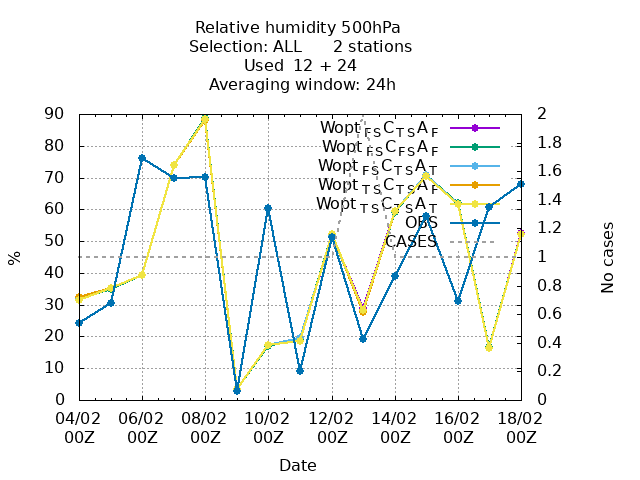 Relative humidity 500hPa
Selection: ALL      2 stations
Used  12 + 24
Averaging window: 24h
90
80
70
60
50
40
30
20
10
0
%
2
1.8
1.6
1.4
1.2
1
0.8
0.6
0.4
0.2
0
No cases
Wopt FS CTS AF
Wopt FS CFS AF
Wopt FS CFS AT
Wopt TS CFS AF
Wopt TS CTS AT
OBS
CASES
04/02 06/02 08/02 10/02 12/02 14/02 16/02 18/02
00Z 00Z 00Z 00Z 00Z 00Z 00Z 00Z
Date